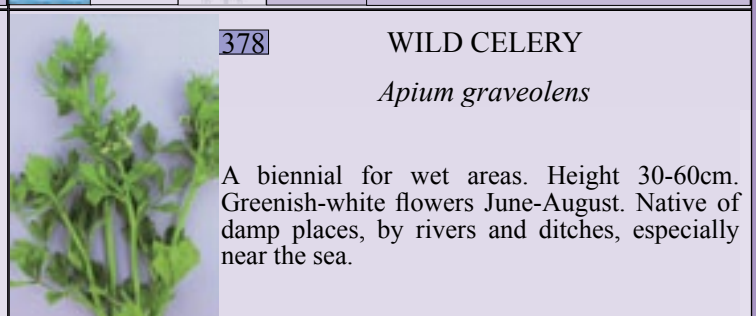 378
WILD CELERY
Apium graveolens
A biennial for wet areas. Height 30-60cm.
Greenish-white flowers June-August. Native of
damp places, by rivers and ditches, especially
near the sea.